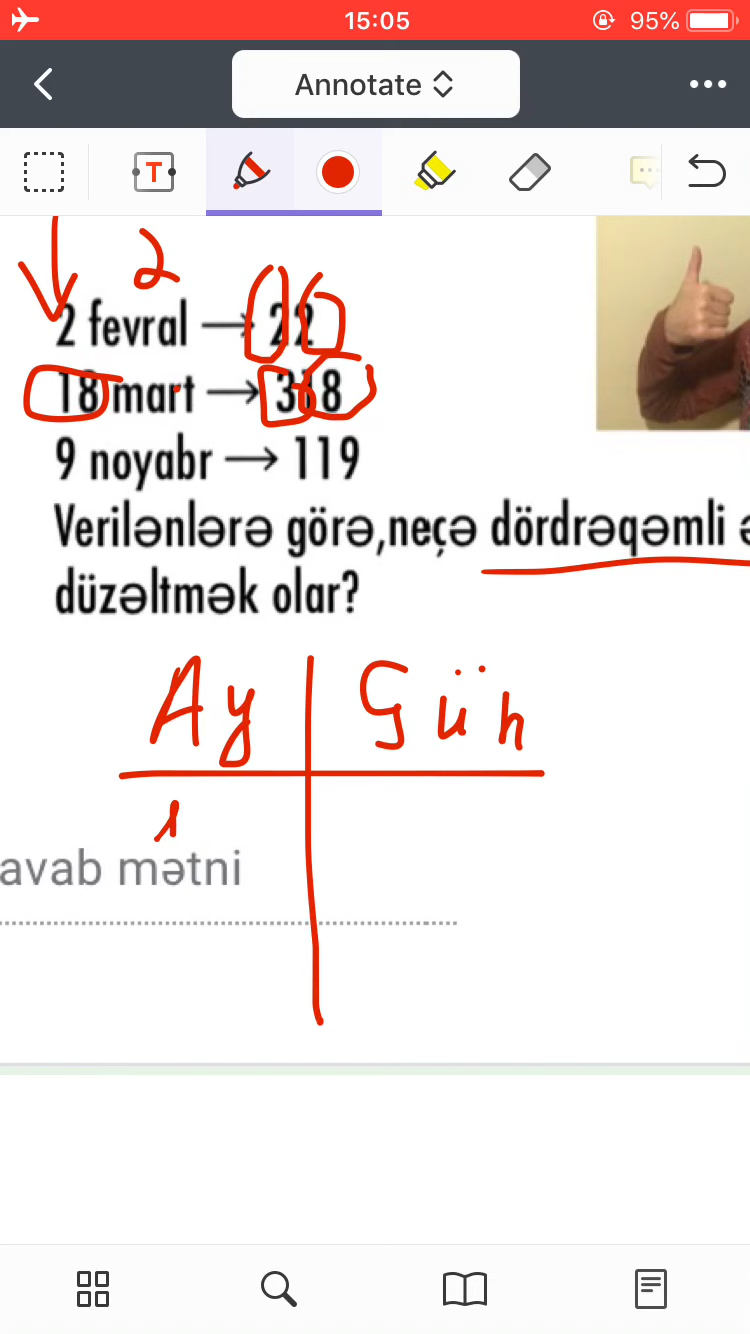 15:05
95%
Annotate
T
2
2 fevral → 22
18 mart → 318
9 noyabr → 119
Verilənlərə görə,neçə dördrəqəmli
düzəltmək olar?
Ay Gün
1
avab mətni